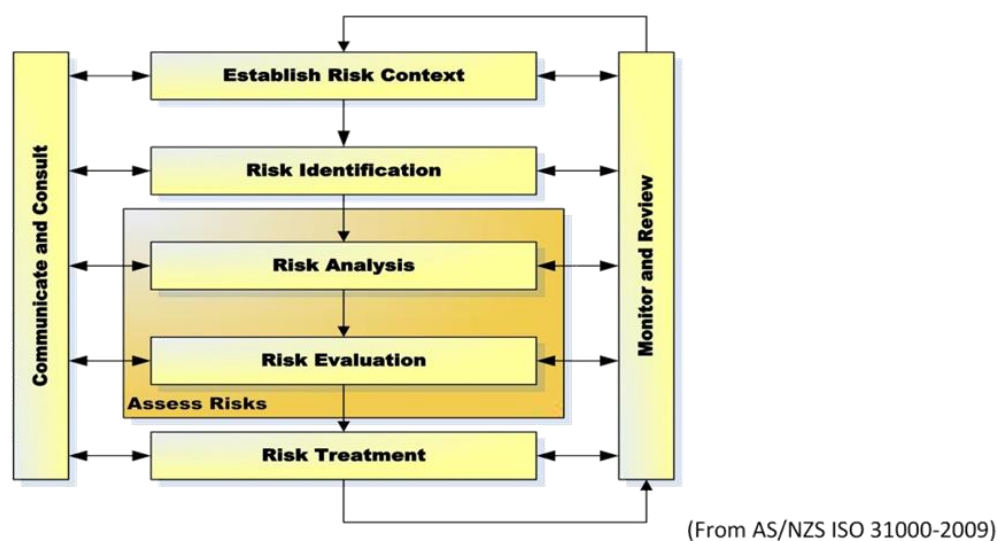 Establish Risk Context
Communicate and Consult
Risk Identification
Monitor and Review
Risk Analysis
Risk Evaluation
Assess Risks
Risk Treatment
(From AS/NZS ISO 31000-2009)